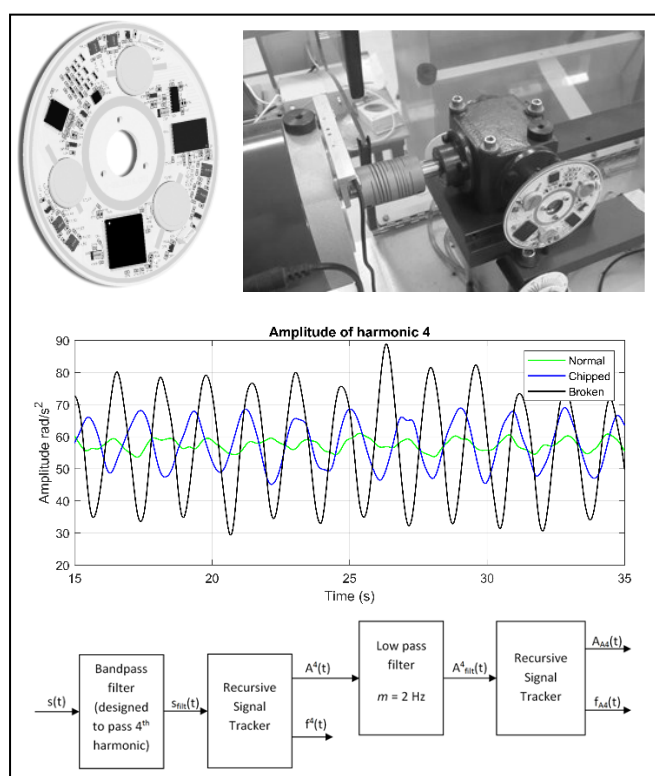 Amplitude of harmonic 4
90
80
70
60
50
40
30
20
Amplitude rad/s²
Normal
Chipped
Broken
15
20
25
30
35
Time (s)
s(t)
Bandpass
filter
(designed
to pass 4th
harmonic)
sfilt(t)
Recursive
Signal
Tracker
A⁴(t)
f⁴(t)
Low pass
filter
m = 2 Hz
A⁴filt(t)
Recursive
Signal
Tracker
AA4(t)
fA4(t)